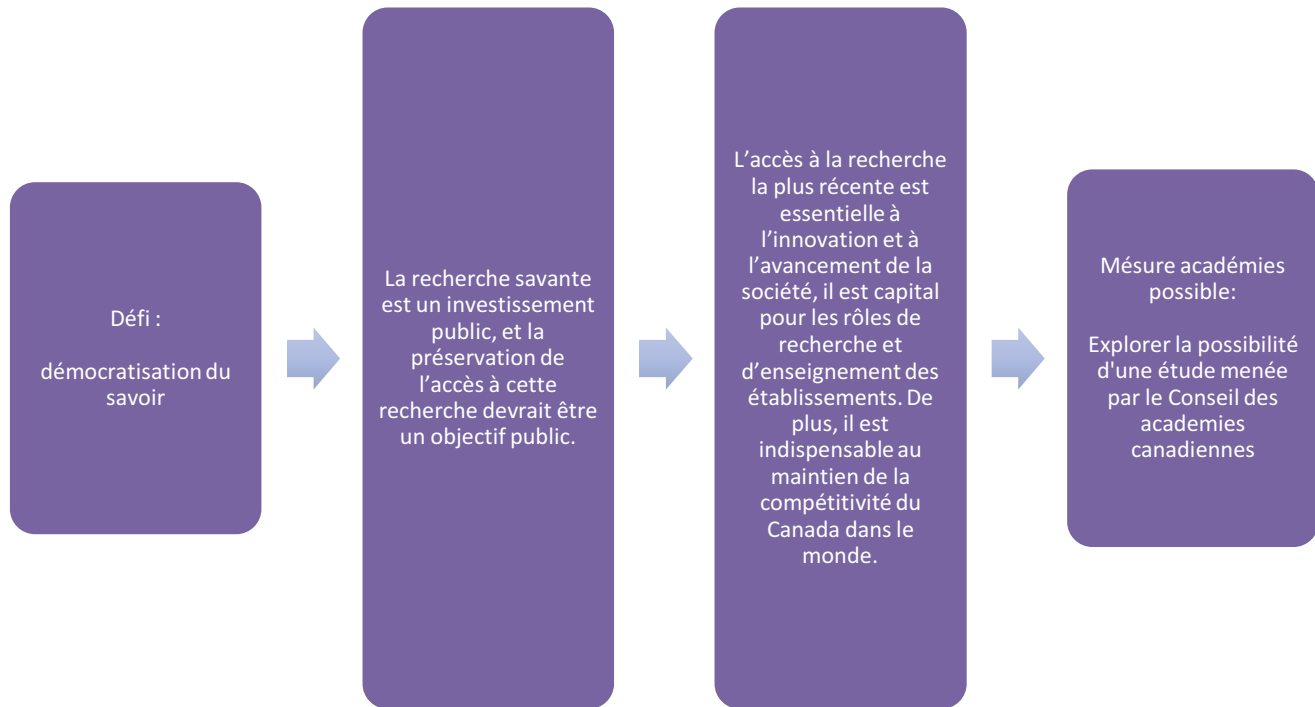 Défi :
démocratisation du
savoir
La recherche savante
est un investissement
public, et la
préservation de
l'accès à cette
recherche devrait être
un objectif public.
L'accès à la recherche
la plus récente est
essentielle à
l'innovation et à
l'avancement de la
société, il est capital
pour les rôles de
recherche et
d'enseignement des
établissements. De
plus, il est
indispensable au
maintien de la
compétitivité du
Canada dans le
monde.
Mésure académies
possible:
Explorer la possibilité
d'une étude menée
par le Conseil des
academies
canadiennes